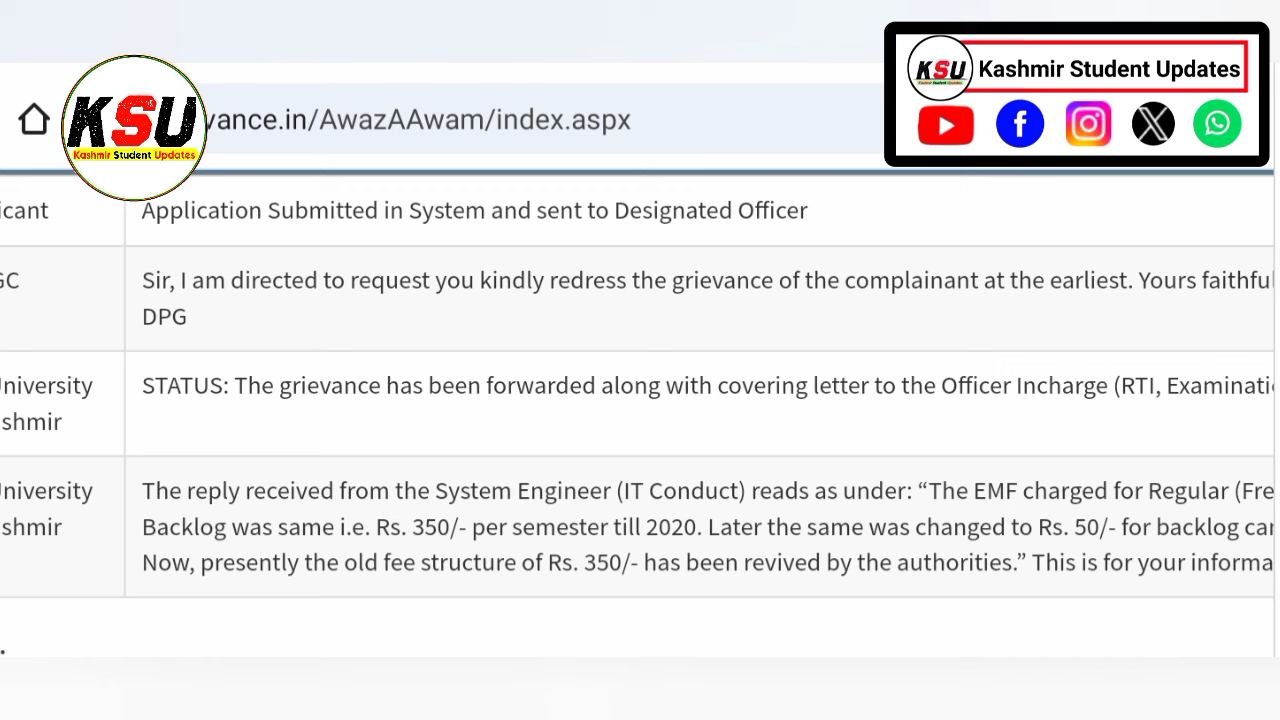 KSU
Kashmir Student Updates
vance.in/AwazAAwam/index.aspx
KSU
Kashmir Student Updates
icant
Application Submitted in System and sent to Designated Officer
GC
Sir, I am directed to request you kindly redress the grievance of the complainant at the earliest. Yours faithful
DPG
University
shmir
STATUS: The grievance has been forwarded along with covering letter to the Officer Incharge (RTI, Examinati
University
shmir
The reply received from the System Engineer (IT Conduct) reads as under: “The EMF charged for Regular (Fre
Backlog was same i.e. Rs. 350/- per semester till 2020. Later the same was changed to Rs. 50/- for backlog can
Now, presently the old fee structure of Rs. 350/- has been revived by the authorities.” This is for your informa